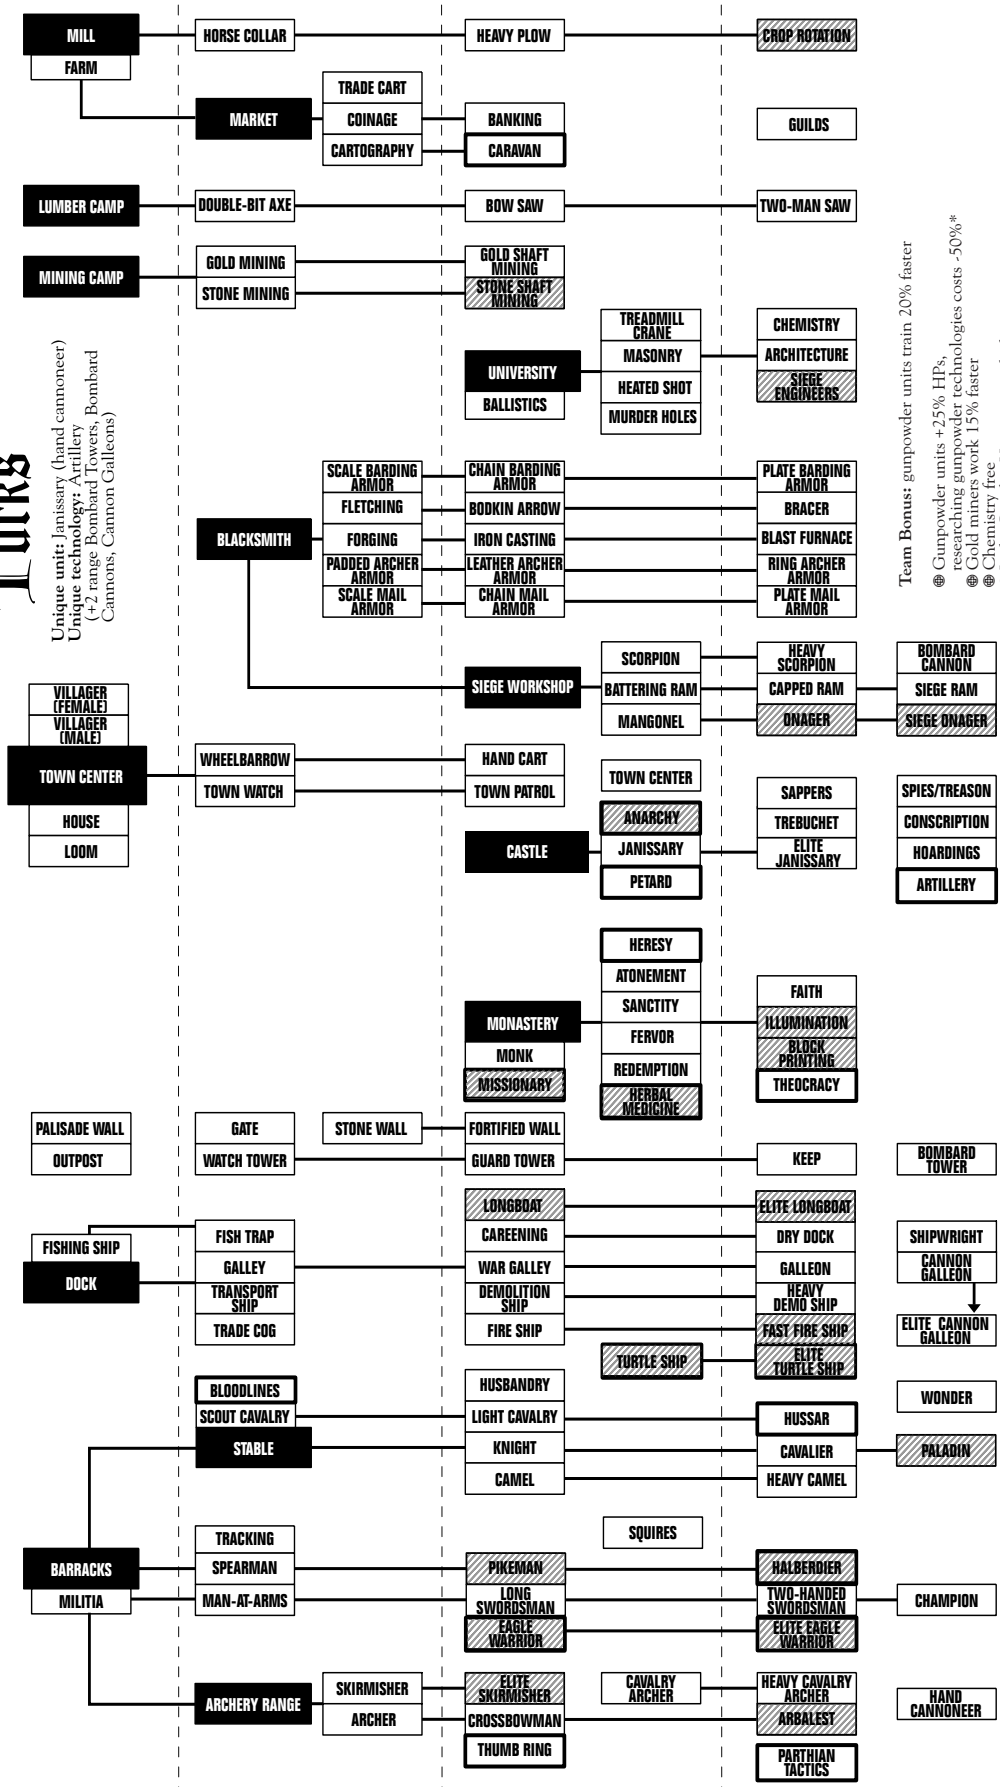 MILL
HORSE COLLAR
HEAVY PLOW
CROP ROTATION
FARM
TRADE CART
MARKET
COINAGE
BANKING
GUILDS
CARTOGRAPHY
CARAVAN
LUMBER CAMP
DOUBLE-BIT AXE
BOW SAW
TWO-MAN SAW
MINING CAMP
GOLD MINING
GOLD SHAFT
MINING
STONE MINING
STONE SHAFT
MINING
UNIVERSITY
BALLISTICS
TREADMILL
CRANE
MASONRY
HEATED SHOT
MURDER HOLES
CHEMISTRY
ARCHITECTURE
SIEGE
ENGINEERS
Unique unit: Janissary (hand cannoneer)
Unique technology: Artillery
(+2 range Bombard Towers, Bombard
Cannons, Cannon Galleons)
Team Bonus: gunpowder units train 20% faster
Gunpowder units +25% HPs,
researching gunpowder technologies costs -50%*
Gold miners work 15% faster
Chemistry free
BLACKSMITH
SCALE BARDING
ARMOR
CHAIN BARDING
ARMOR
PLATE BARDING
ARMOR
FLETCHING
BODKIN ARROW
BRACER
FORGING
IRON CASTING
BLAST FURNACE
PADDED ARCHER
ARMOR
LEATHER ARCHER
ARMOR
RING ARCHER
ARMOR
SCALE MAIL
ARMOR
CHAIN MAIL
ARMOR
PLATE MAIL
ARMOR
SIEGE WORKSHOP
SCORPION
HEAVY
SCORPION
BOMBARD
CANNON
BATTERING RAM
CAPPED RAM
SIEGE RAM
MANGONEL
ONAGER
SIEGE ONAGER
VILLAGER
(FEMALE)
VILLAGER
(MALE)
TOWN CENTER
HOUSE
LOOM
WHEELBARROW
HAND CART
TOWN WATCH
TOWN PATROL
TOWN CENTER
CASTLE
ANARCHY
JANISSARY
PETARD
SAPPERS
TREBUCHET
ELITE
JANISSARY
SPIES/TREASON
CONSCRIPTION
HOARDINGS
ARTILLERY
MONASTERY
MONK
MISSIONARY
HERESY
ATONEMENT
SANCTITY
FERVOR
REDEMPTION
HERBAL
MEDICINE
FAITH
ILLUMINATION
BLOCK
PRINTING
THEOCRACY
PALISADE WALL
OUTPOST
GATE
STONE WALL
FORTIFIED WALL
WATCH TOWER
GUARD TOWER
KEEP
BOMBARD
TOWER
LONGBOAT
ELITE LONGBOAT
FISHING SHIP
DOCK
FISH TRAP
CAREENING
DRY DOCK
SHIPWRIGHT
GALLEY
WAR GALLEY
GALLEON
CANNON
GALLEON
TRANSPORT
SHIP
DEMOLITION
SHIP
HEAVY
DEMO SHIP
TRADE COG
FIRE SHIP
FAST FIRE SHIP
ELITE CANNON
GALLEON
TURTLE SHIP
ELITE
TURTLE SHIP
BLOODLINES
SCOUT CAVALRY
STABLE
HUSBANDRY
LIGHT CAVALRY
HUSSAR
WONDER
KNIGHT
CAVALIER
PALADIN
CAMEL
HEAVY CAMEL
SQUIRES
BARRACKS
MILITIA
TRACKING
SPEARMAN
PIKEMAN
HALBERDIER
MAN-AT-ARMS
LONG
SWORDSMAN
TWO-HANDED
SWORDSMAN
CHAMPION
EAGLE
WARRIOR
ELITE EAGLE
WARRIOR
ARCHERY RANGE
SKIRMISHER
ELITE
SKIRMISHER
CAVALRY
ARCHER
HEAVY CAVALRY
ARCHER
HAND
CANNONEER
ARCHER
CROSSBOWMAN
ARBALEST
THUMB RING
PARTHIAN
TACTICS